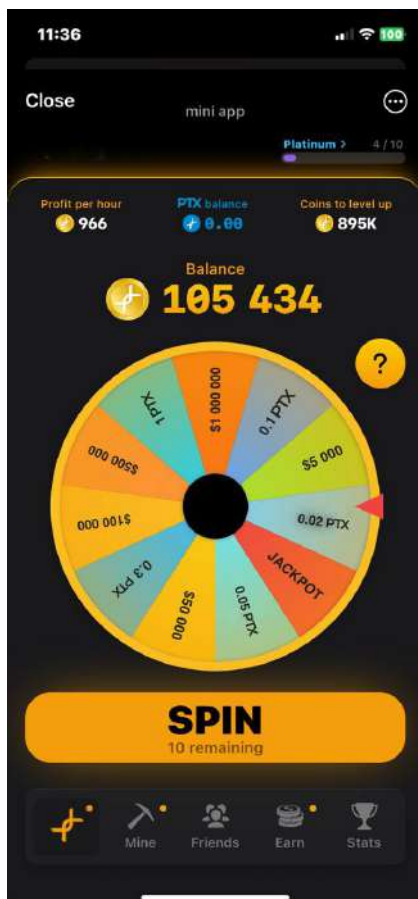 11:36
100
Close
mini app
Platinum > 4 / 10
Profit per hour
966
PTX balance
0.00
Coins to level up
895K
Balance
105 434
?
$1 000 000
0.1 PTX
$5 000
0.02 PTX
JACKPOT
0.05 PTX
$50 000
0.3 PTX
$100 000
$500 000
1 PTX
SPIN
10 remaining
Mine
Friends
Earn
Stats